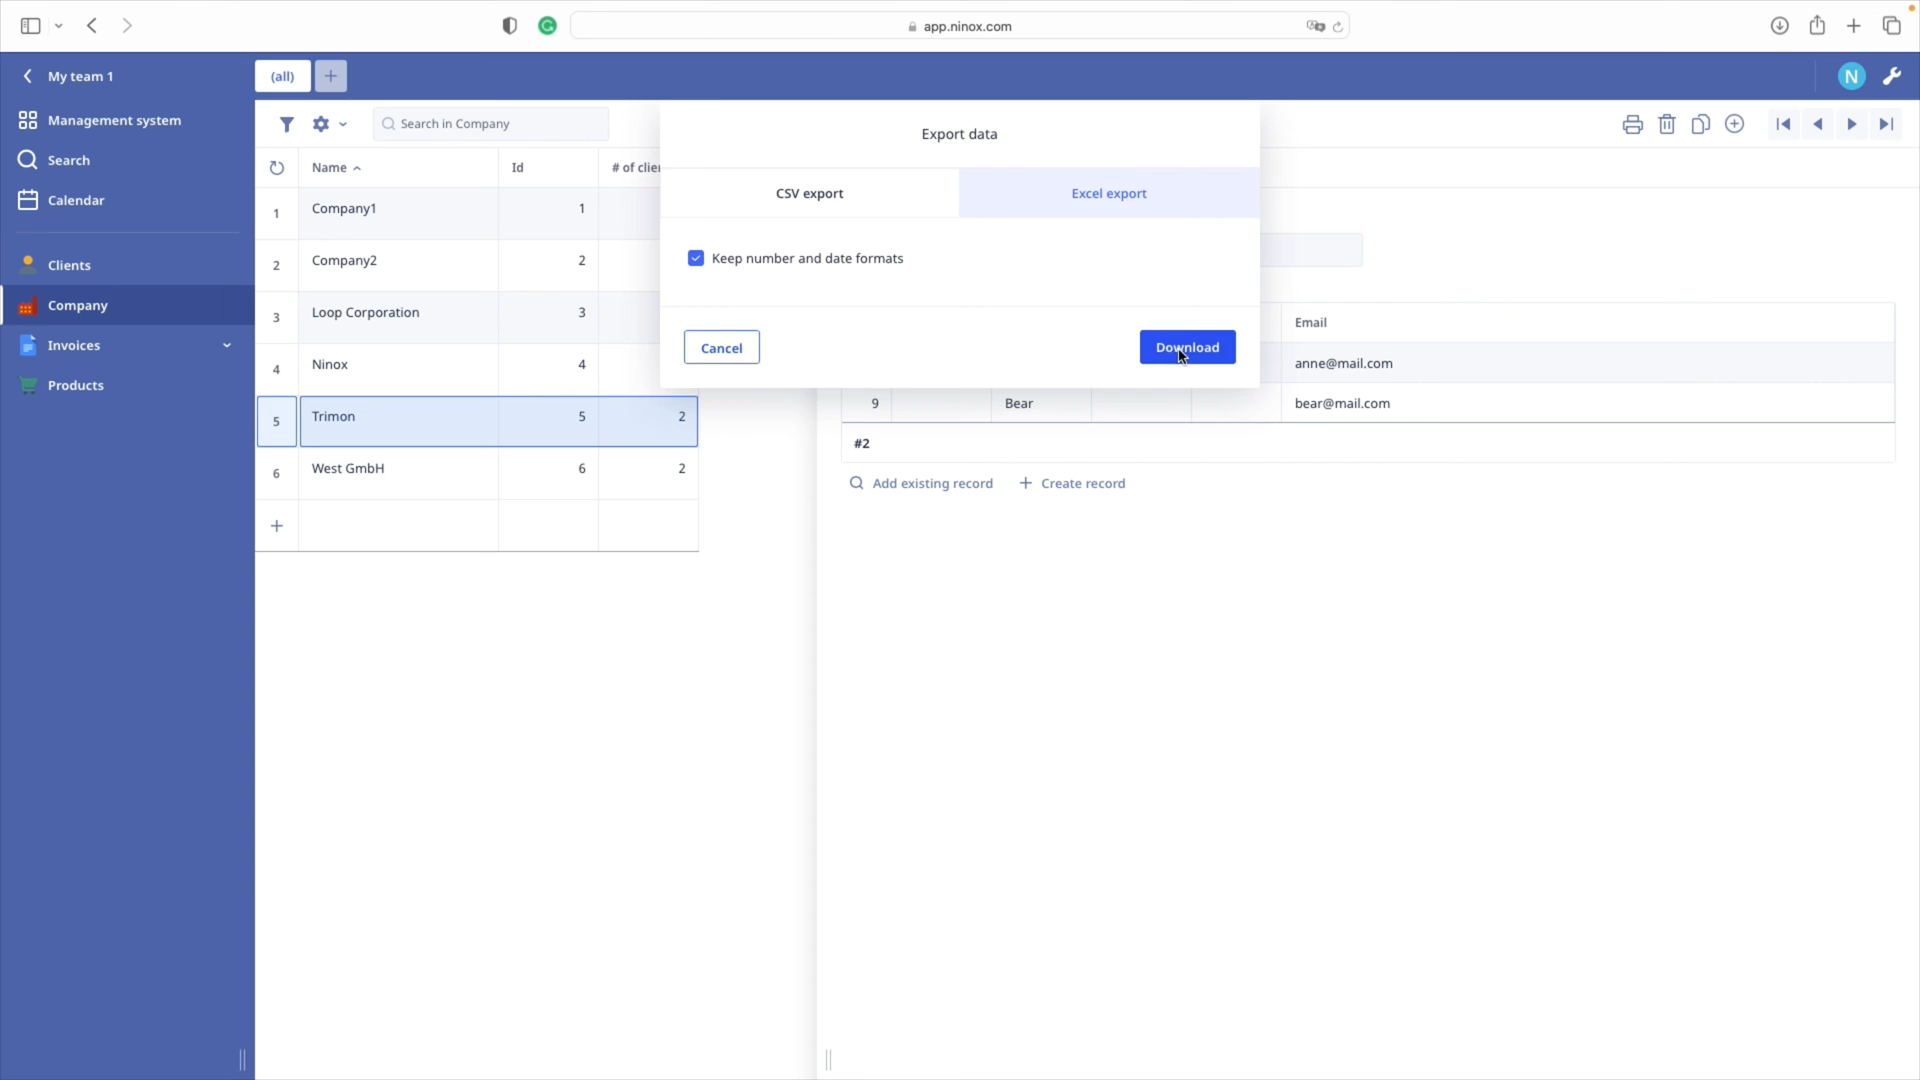 app.ninox.com
My team 1
(all)
N
Management system
Search
Calendar
Clients
Company
Invoices
Products
Search in Company
Name Id # of clie
1 Company1 1
2 Company2 2
3 Loop Corporation 3
4 Ninox 4
5 Trimon 5 2
6 West GmbH 6 2
Export data
CSV export Excel export
Keep number and date formats
Cancel Download
Email
anne@mail.com
9 Bear bear@mail.com
#2
Add existing record Create record